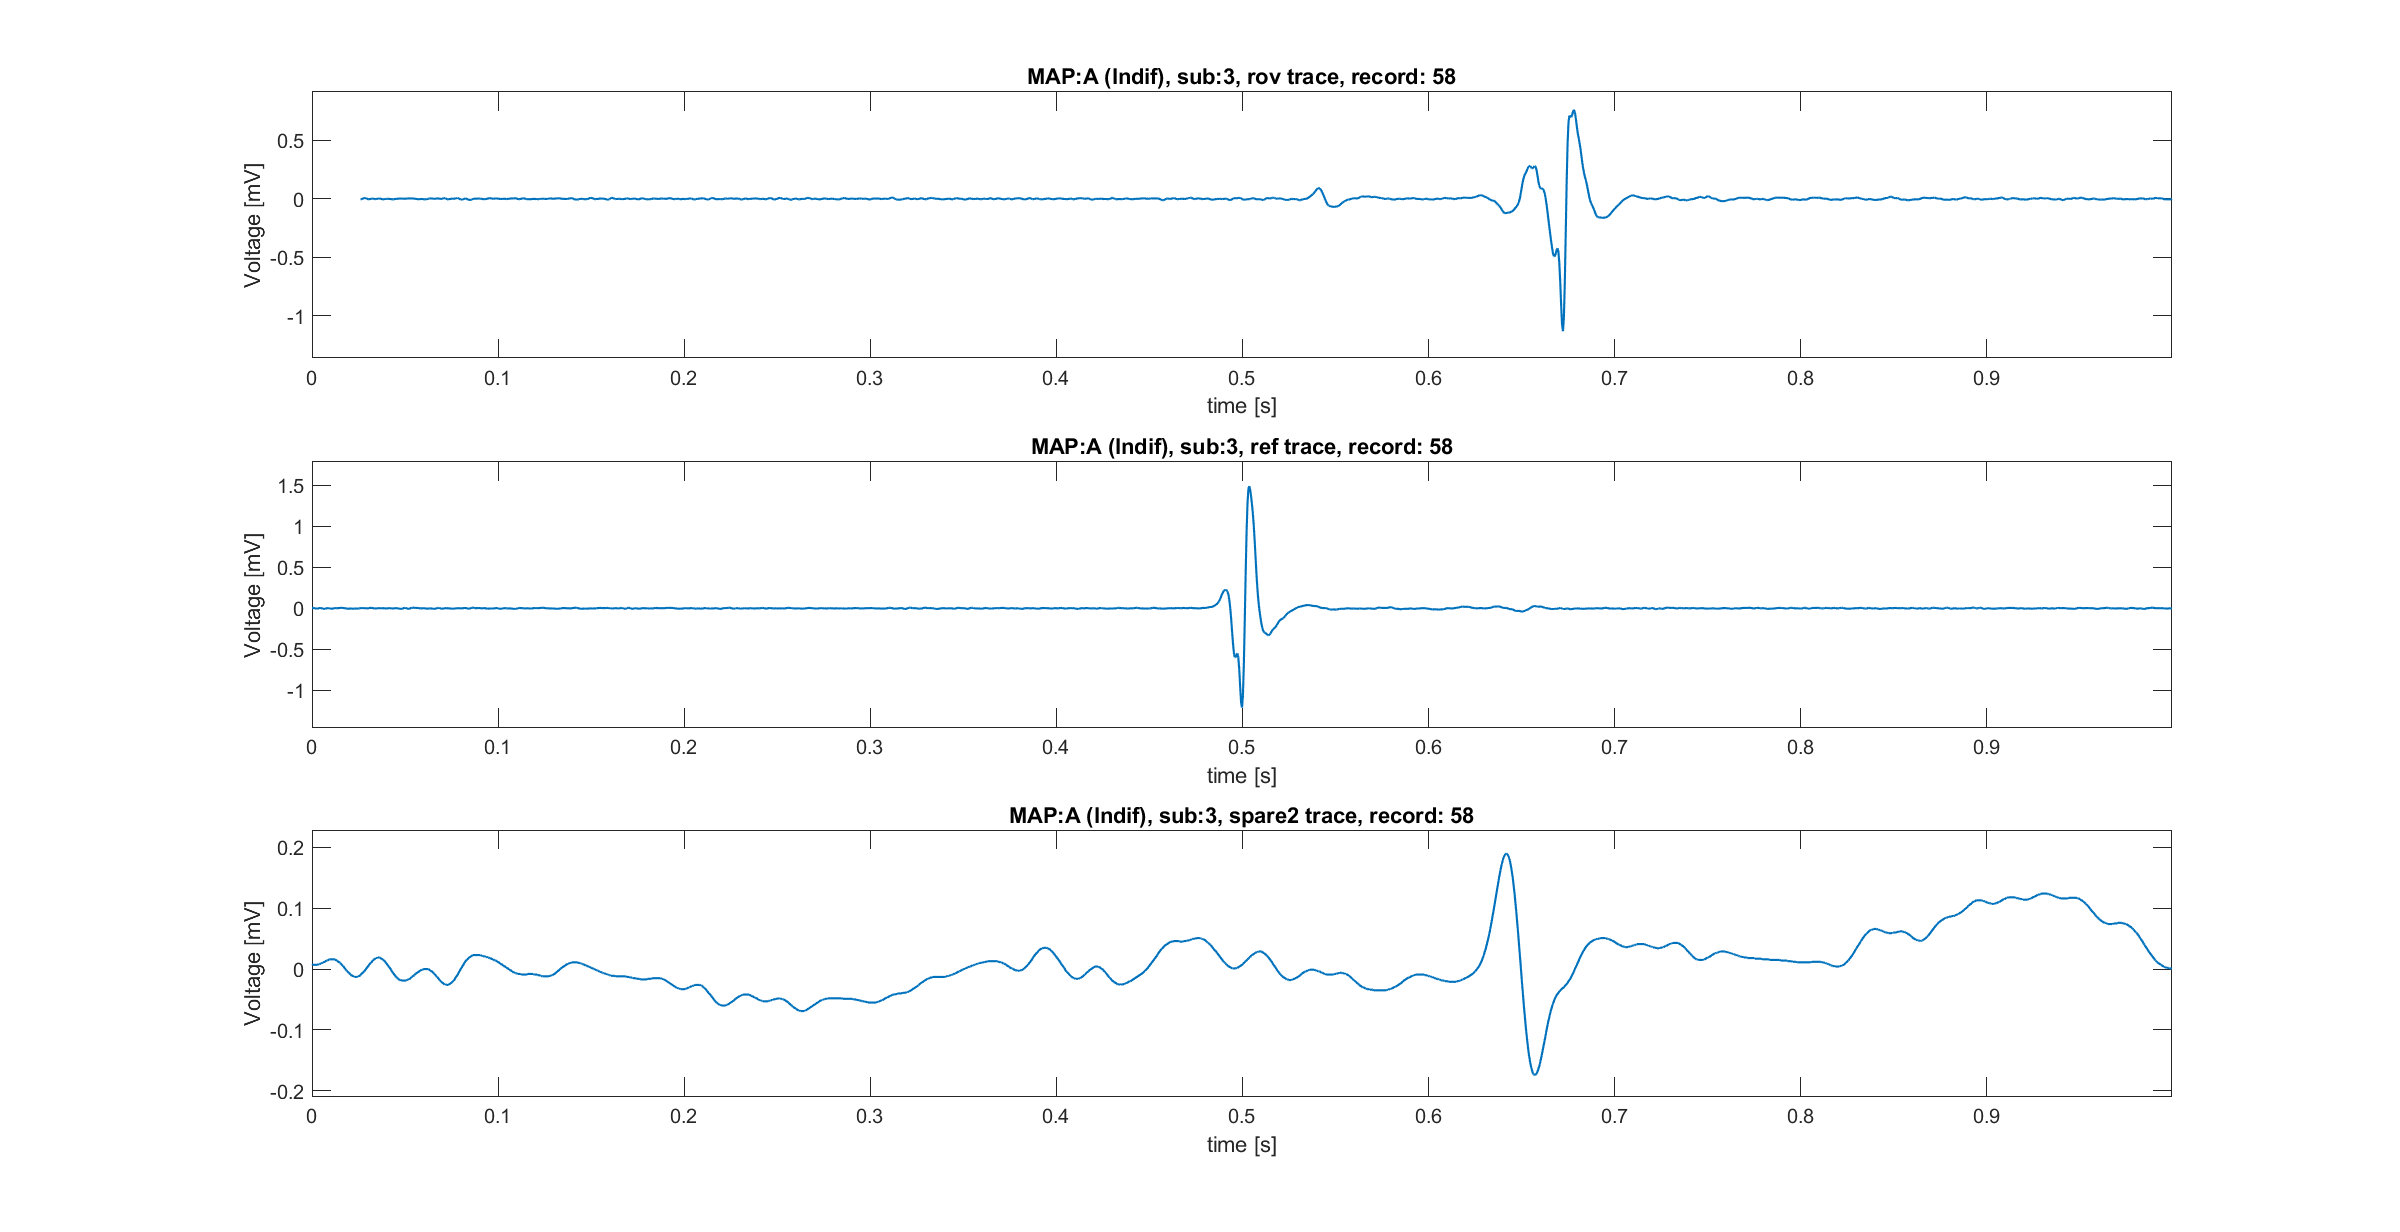 MAP:A (Indif), sub:3, rov trace, record: 58
Voltage [mV]
0.5
0
-0.5
-1
0 0.1 0.2 0.3 0.4 0.5 0.6 0.7 0.8 0.9
time [s]
MAP:A (Indif), sub:3, ref trace, record: 58
Voltage [mV]
1.5
1
0.5
0
-0.5
-1
0 0.1 0.2 0.3 0.4 0.5 0.6 0.7 0.8 0.9
time [s]
MAP:A (Indif), sub:3, spare2 trace, record: 58
Voltage [mV]
0.2
0.1
0
-0.1
-0.2
0 0.1 0.2 0.3 0.4 0.5 0.6 0.7 0.8 0.9
time [s]